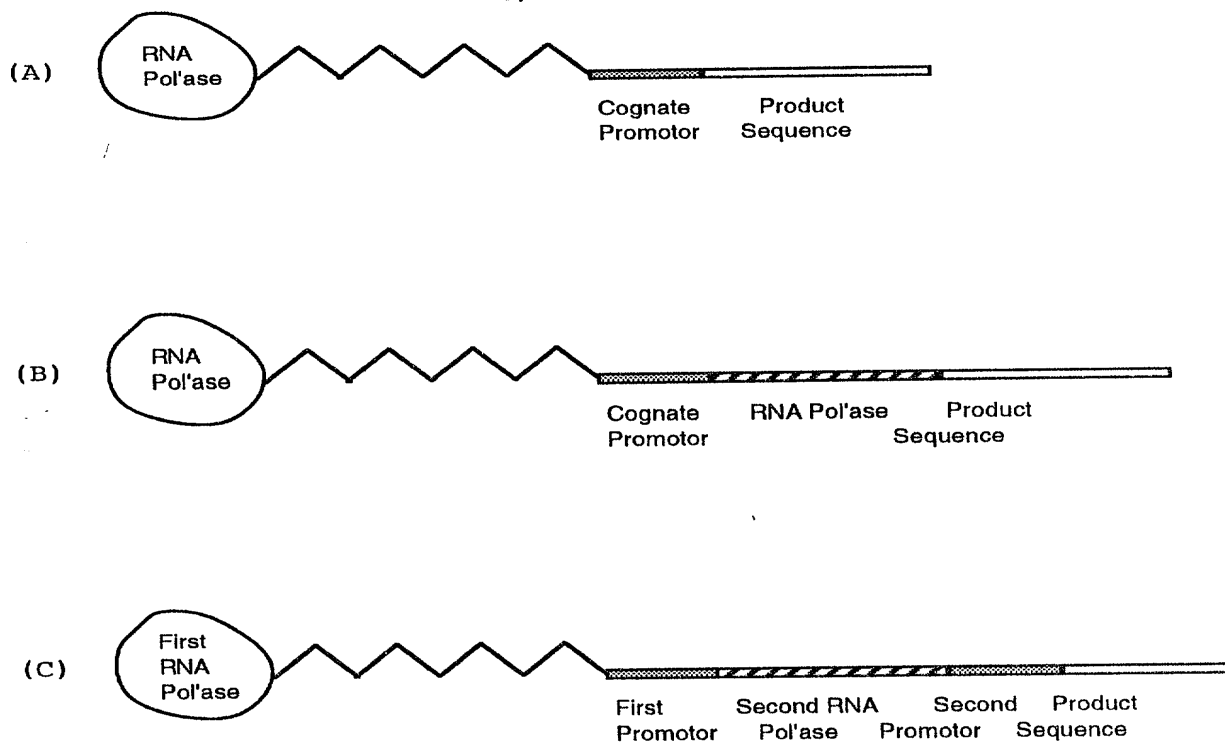 RNA
Pol'ase
(A)
Cognate Product
Promotor Sequence
RNA
Pol'ase
(B)
Cognate RNA Pol'ase Product
Promotor Sequence
First
RNA
Pol'ase
(C)
First Second RNA Second Product
Promotor Pol'ase Promotor Sequence